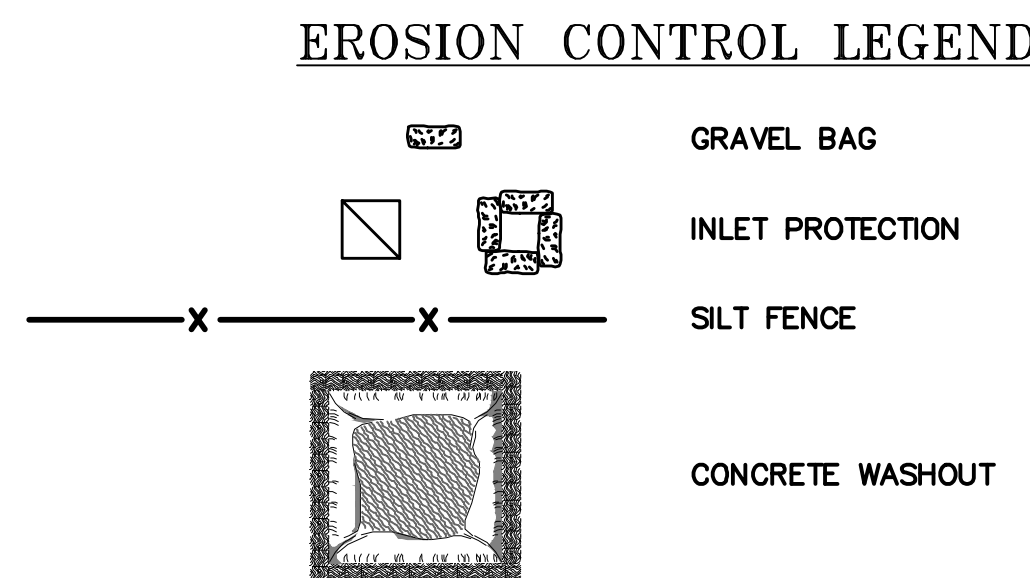 EROSION CONTROL LEGEND
GRAVEL BAG
INLET PROTECTION
X X
SILT FENCE
CONCRETE WASHOUT